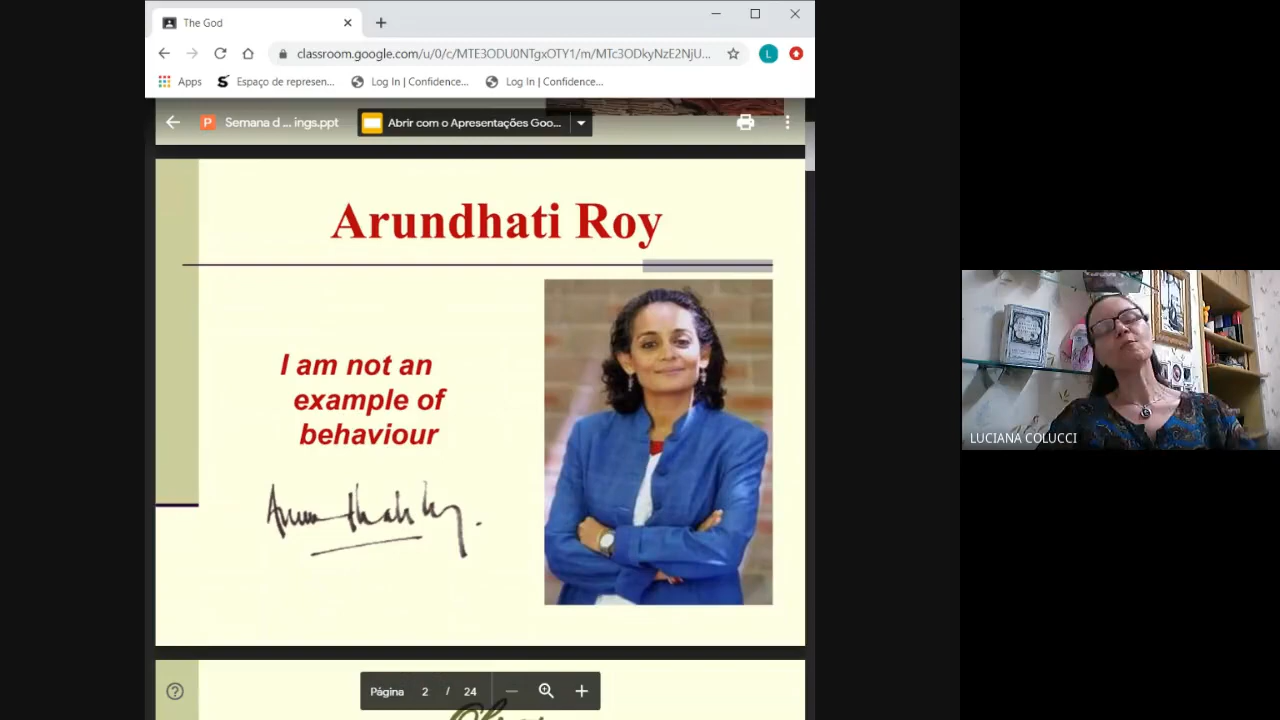 The God
classroom.google.com/u/0/c/MTE3ODU0NTgxOTY1/m/MTc3ODkyNzE2NjU...
L
Apps
Espaço de represen...
Log In | Confidence...
Log In | Confidence...
P
Semana d ... ings.ppt
Abrir com o Apresentações Goo...
Arundhati Roy
I am not an
example of
behaviour
LUCIANA COLUCCI
Página 2 / 24